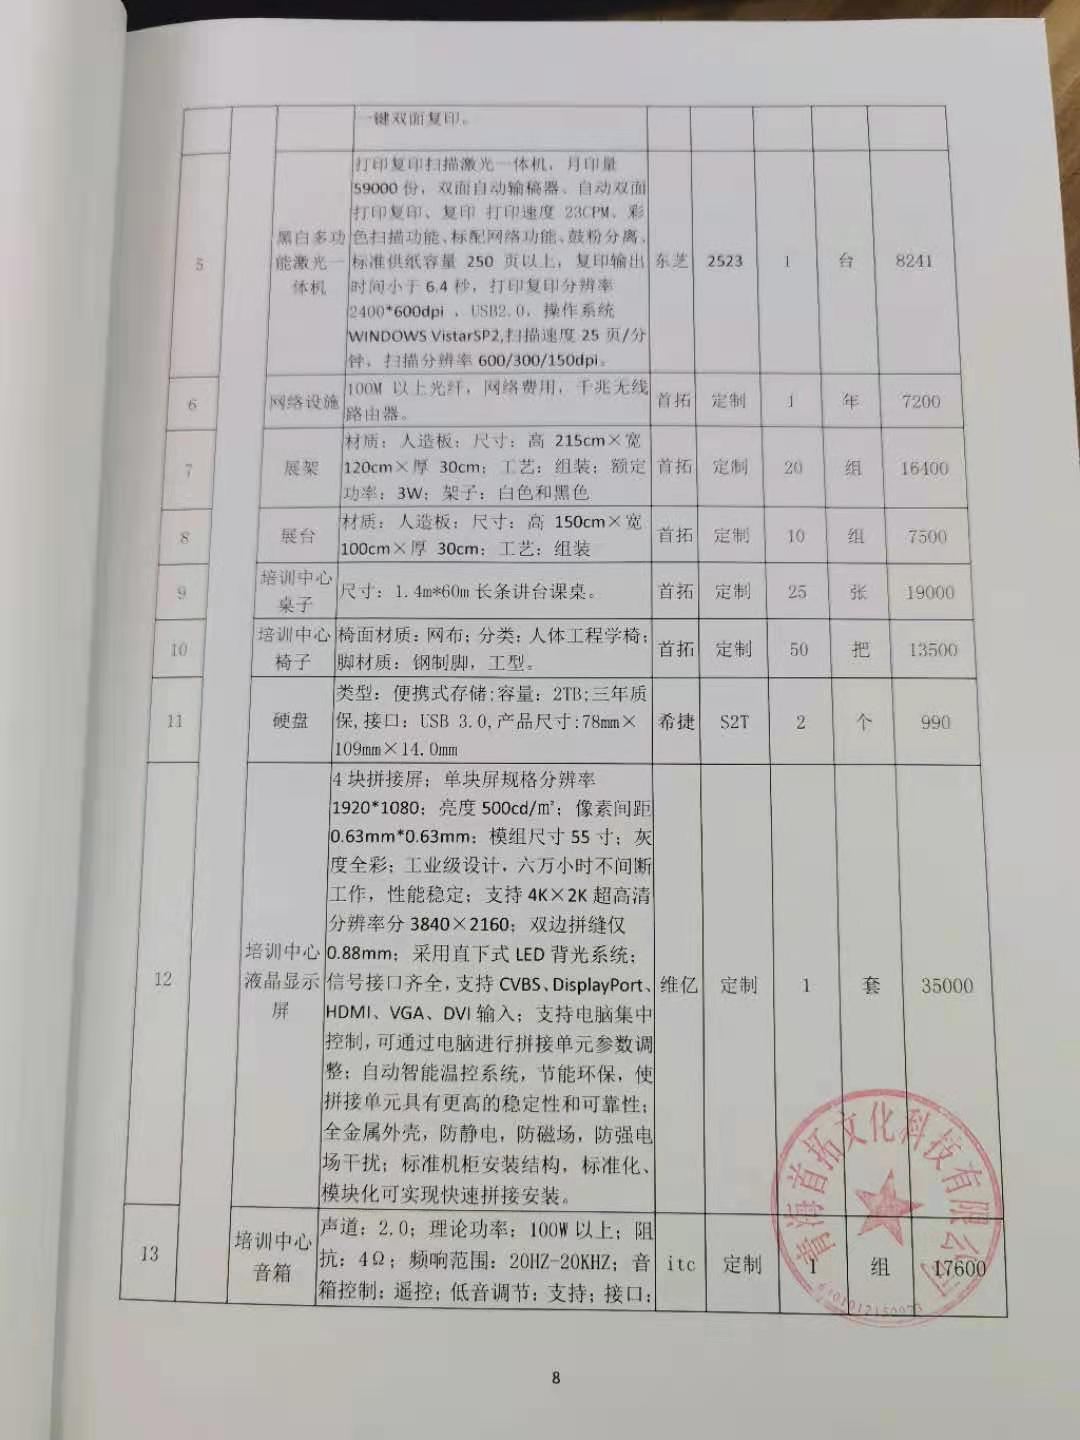 一键双面复印。
5
黑白多功
能激光一
体机
打印复印扫描激光一体机，月印量
59000 份，双面自动输稿器、自动双面
打印复印、复印 打印速度 23CPM、彩
色扫描功能、标配网络功能、鼓粉分离、
标准供纸容量 250 页以上，复印输出
时间小于 6.4 秒，打印复印分辨率
2400*600dpi ，USB2.0，操作系统
WINDOWS VistarSP2,扫描速度 25 页/分
钟，扫描分辨率 600/300/150dpi。
东芝
2523
1
台
8241
6
网络设施
100M 以上光纤，网络费用，千兆无线
路由器。
首拓
定制
1
年
7200
7
展架
材质：人造板；尺寸：高 215cm×宽
120cm×厚 30cm；工艺：组装；额定
功率：3W；架子：白色和黑色
首拓
定制
20
组
16400
8
展台
材质：人造板；尺寸：高 150cm×宽
100cm×厚 30cm；工艺：组装
首拓
定制
10
组
7500
9
培训中心
桌子
尺寸：1.4m*60m 长条讲台课桌。
首拓
定制
25
张
19000
10
培训中心
椅子
椅面材质：网布；分类：人体工程学椅；
脚材质：钢制脚，工型。
首拓
定制
50
把
13500
11
硬盘
类型：便携式存储;容量：2TB;三年质
保,接口：USB 3.0,产品尺寸:78mm×
109mm×14.0mm
希捷
S2T
2
个
990
12
培训中心
液晶显示
屏
4 块拼接屏；单块屏规格分辨率
1920*1080；亮度 500cd/㎡；像素间距
0.63mm*0.63mm；模组尺寸 55 寸；灰
度全彩；工业级设计，六万小时不间断
工作，性能稳定；支持 4K×2K 超高清
分辨率分 3840×2160；双边拼缝仅
0.88mm；采用直下式 LED 背光系统；
信号接口齐全，支持 CVBS、DisplayPort、
HDMI、VGA、DVI 输入；支持电脑集中
控制，可通过电脑进行拼接单元参数调
整；自动智能温控系统，节能环保，使
拼接单元具有更高的稳定性和可靠性；
全金属外壳，防静电，防磁场，防强电
场干扰；标准机柜安装结构，标准化、
模块化可实现快速拼接安装。
维亿
定制
1
套
35000
13
培训中心
音箱
声道：2.0；理论功率：100W 以上；阻
抗：4Ω；频响范围：20HZ-20KHZ；音
箱控制：遥控；低音调节：支持；接口：
itc
定制
1
组
17600
青海首拓文化科技有限公司
8